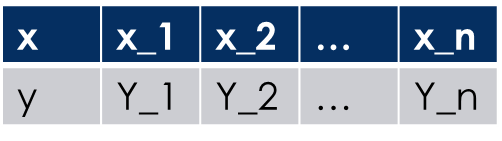 x x_1 x_2 ... x_n
y Y_1 Y_2 ... Y_n